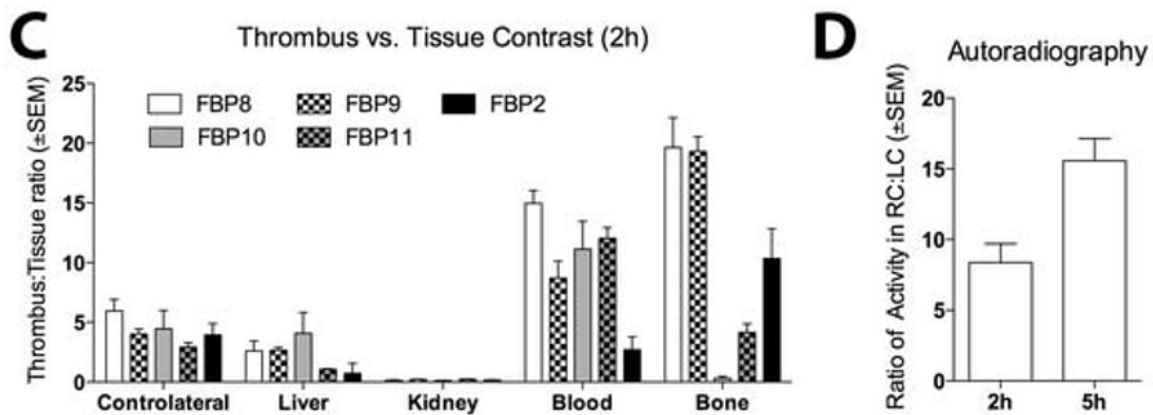 C
Thrombus vs. Tissue Contrast (2h)
Thrombus:Tissue ratio (±SEM)
25
20
15
10
5
0
FBP8
FBP9
FBP2
FBP10
FBP11
Controlateral
Liver
Kidney
Blood
Bone
D
Autoradiography
Ratio of Activity in RC:LC (±SEM)
20
15
10
5
0
2h
5h